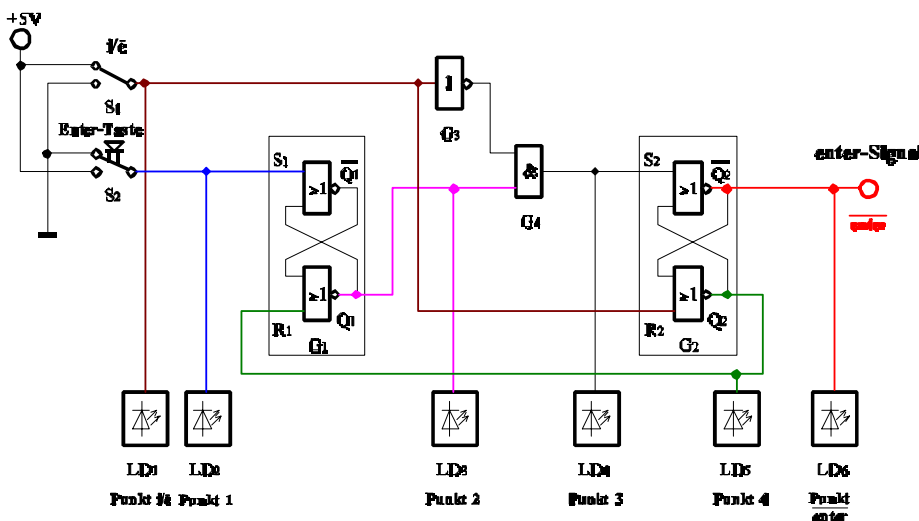 +5V
i/ē
S1
Enter-Taste
S2
1
G3
&
G4
S1
≥1
Q1
≥1
Q1
R1
G1
S2
≥1
Q2
≥1
Q2
R2
G2
enter-Signal
enter
LD1
LD2
LD3
LD4
LD5
LD6
Punkt i/ē
Punkt 1
Punkt 2
Punkt 3
Punkt 4
Punkt
enter